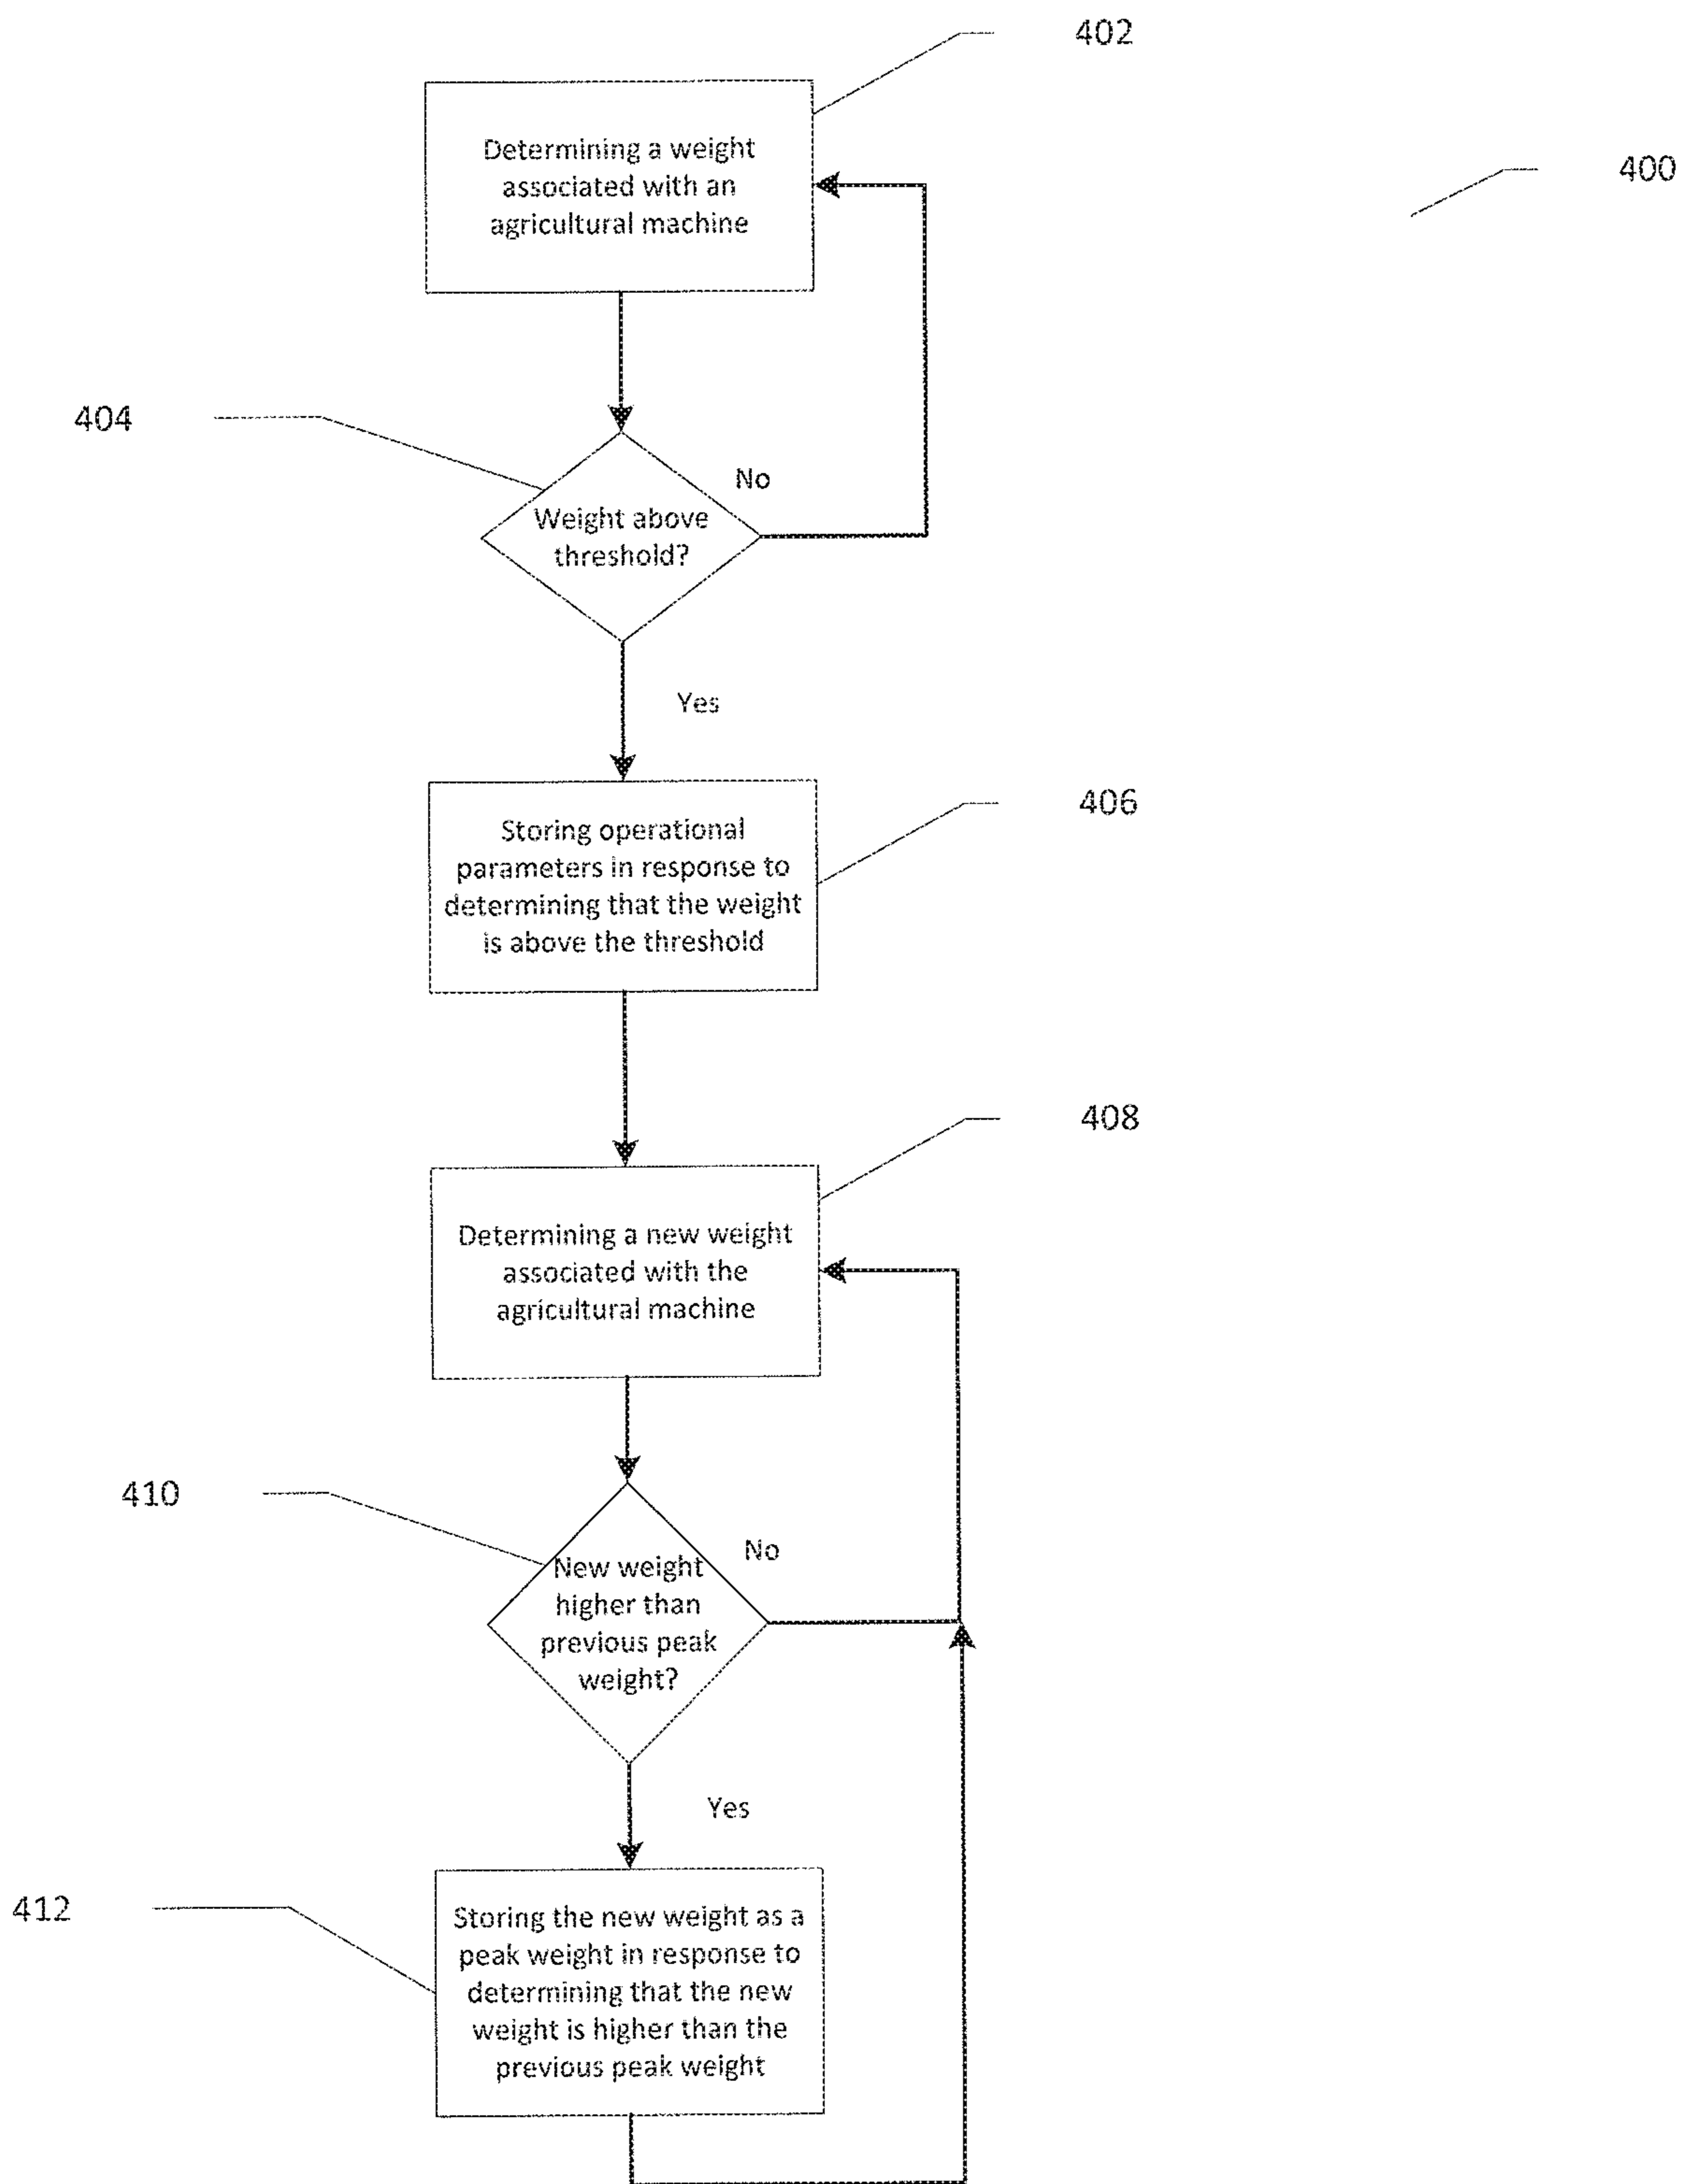 402
Determining a weight
associated with an
agricultural machine
400
404
No
Weight above
threshold?
Yes
Storing operational
parameters in response to
determining that the weight
is above the threshold
406
408
Determining a new weight
associated with the
agricultural machine
410
No
New weight
higher than
previous peak
weight?
Yes
412
Storing the new weight as a
peak weight in response to
determining that the new
weight is higher than the
previous peak weight